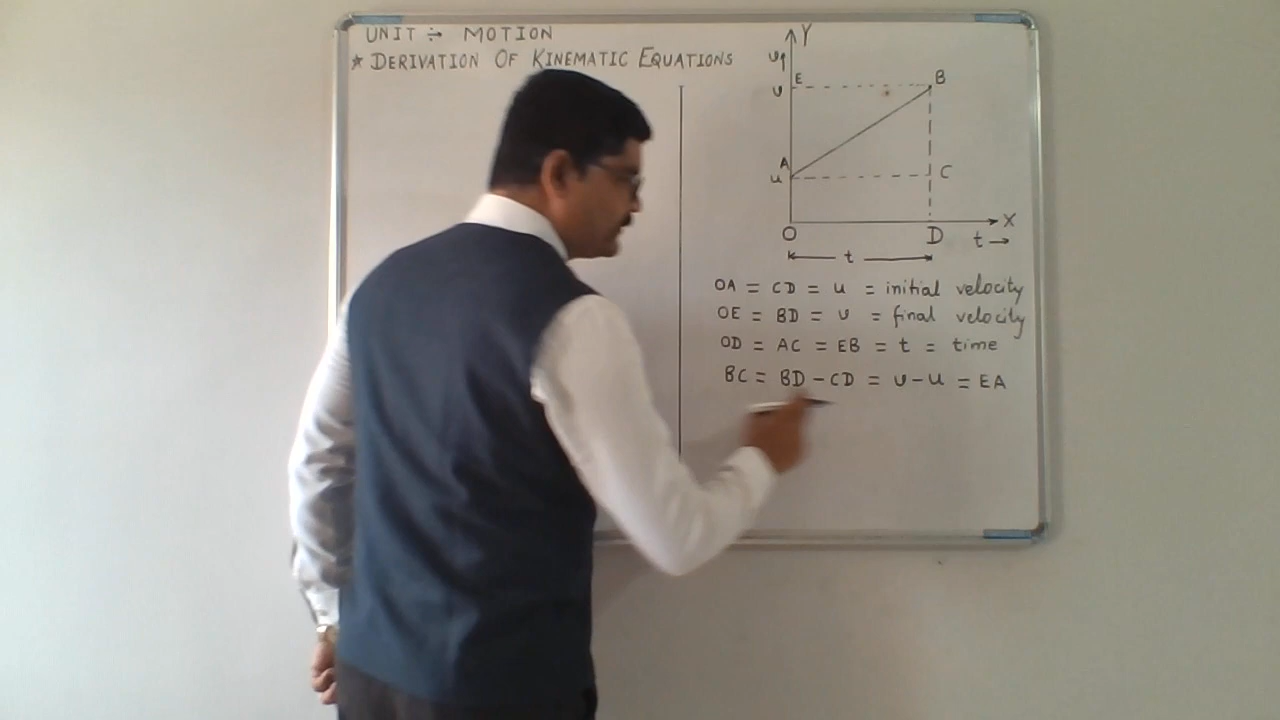 UNIT ÷ MOTION
★ DERIVATION OF KINEMATIC EQUATIONS
Y
v↑
E
B
v
A
u
C
O
D
X
t →
t
OA = CD = u = initial velocity
OE = BD = v = final velocity
OD = AC = EB = t = time
BC = BD - CD = v - u = EA